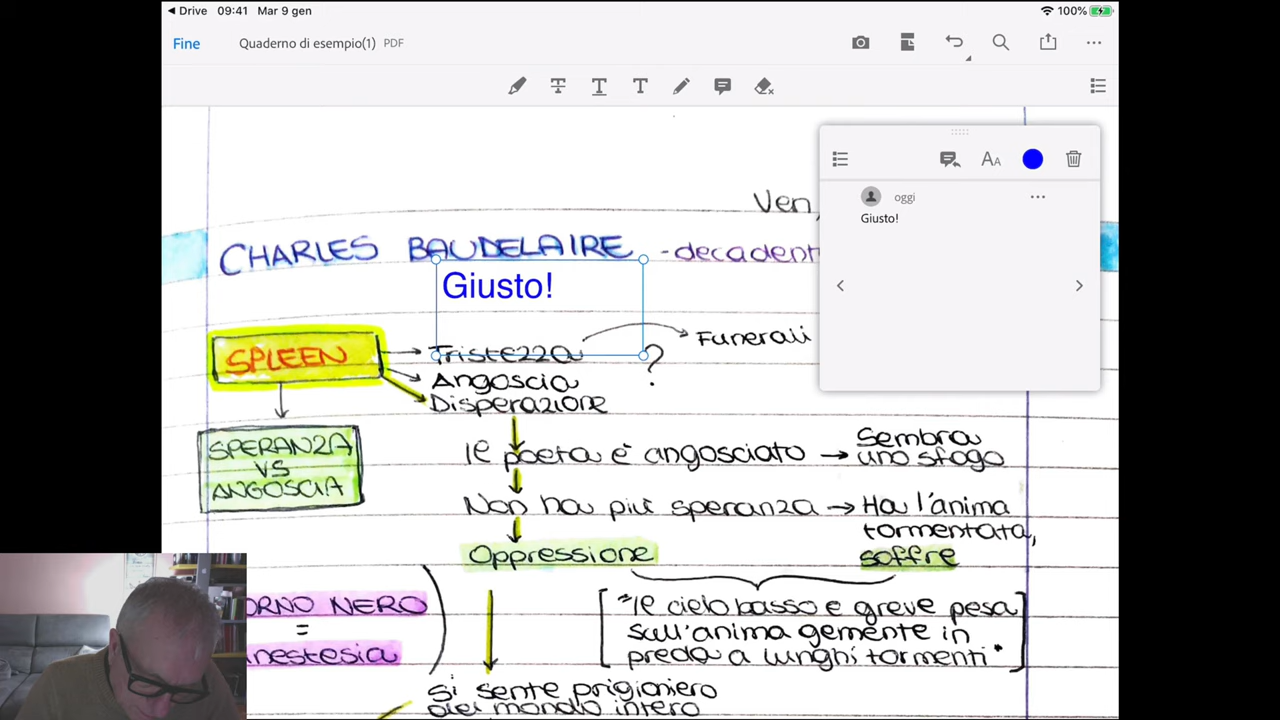 Drive 09:41 Mar 9 gen 100%
Fine Quaderno di esempio(1) PDF
T T T
AA
oggi
Giusto!
Ven,
CHARLES BAUDELAIRE -decadent
Giusto!
SPLEEN
Tristezza
Funerali
?
Angoscia
Disperazione
SPERANZA
VS
ANGOSCIA
Il poeta è angosciato → Sembra
uno sfogo
Non ha più speranza → Ha l'anima
tormentata,
soffre
Oppressione
ORNO NERO
=
nestesia
["Il cielo basso e greve pesa
sull'anima gemente in
preda a lunghi tormenti"]
Si sente prigioniero
del mondo intero